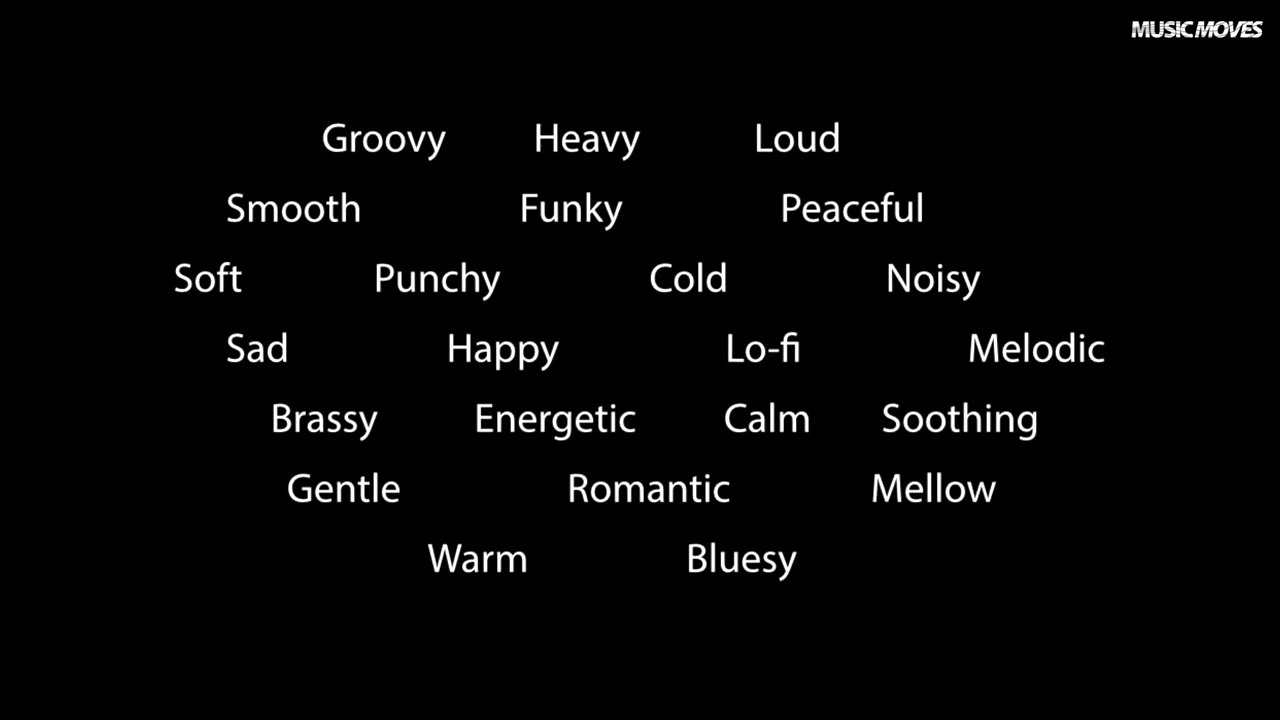 MUSIC MOVES
Groovy Heavy Loud
Smooth Funky Peaceful
Soft Punchy Cold Noisy
Sad Happy Lo-fi Melodic
Brassy Energetic Calm Soothing
Gentle Romantic Mellow
Warm Bluesy